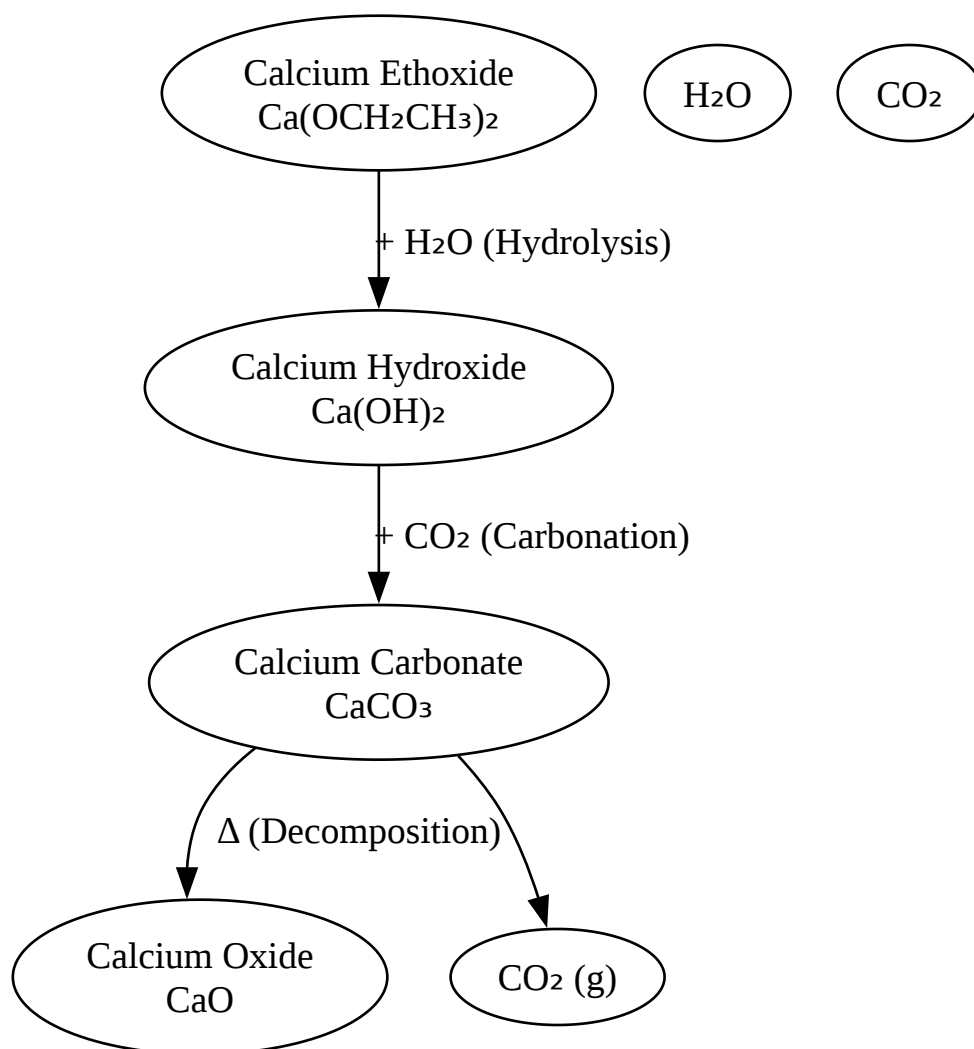 Calcium Ethoxide
Ca(OCH₂CH₃)₂
H₂O
CO₂
+ H₂O (Hydrolysis)
Calcium Hydroxide
Ca(OH)₂
+ CO₂ (Carbonation)
Calcium Carbonate
CaCO₃
Δ (Decomposition)
Calcium Oxide
CaO
CO₂ (g)